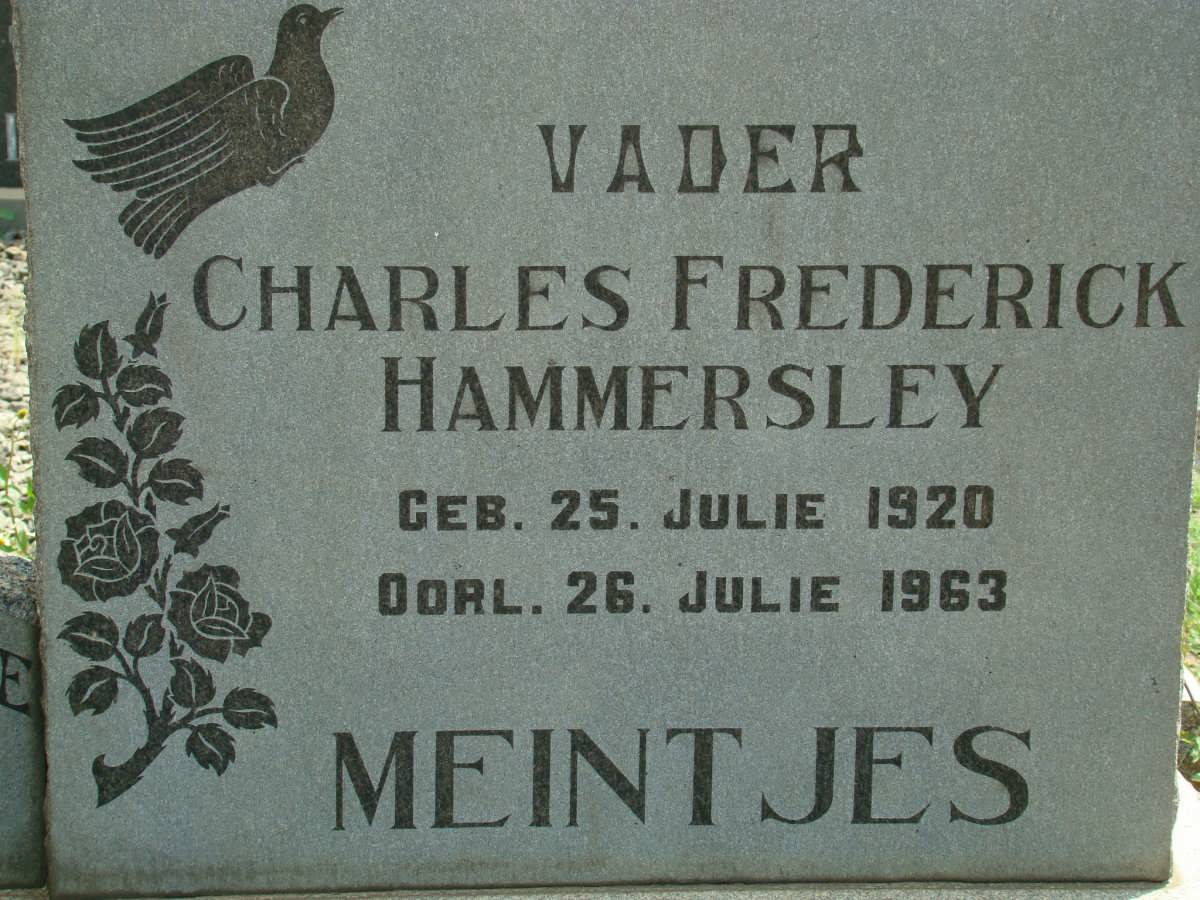 VADER
CHARLES FREDERICK
HAMMERSLEY
GEB. 25. JULIE 1920
OORL. 26. JULIE 1963
MEINTJES
E